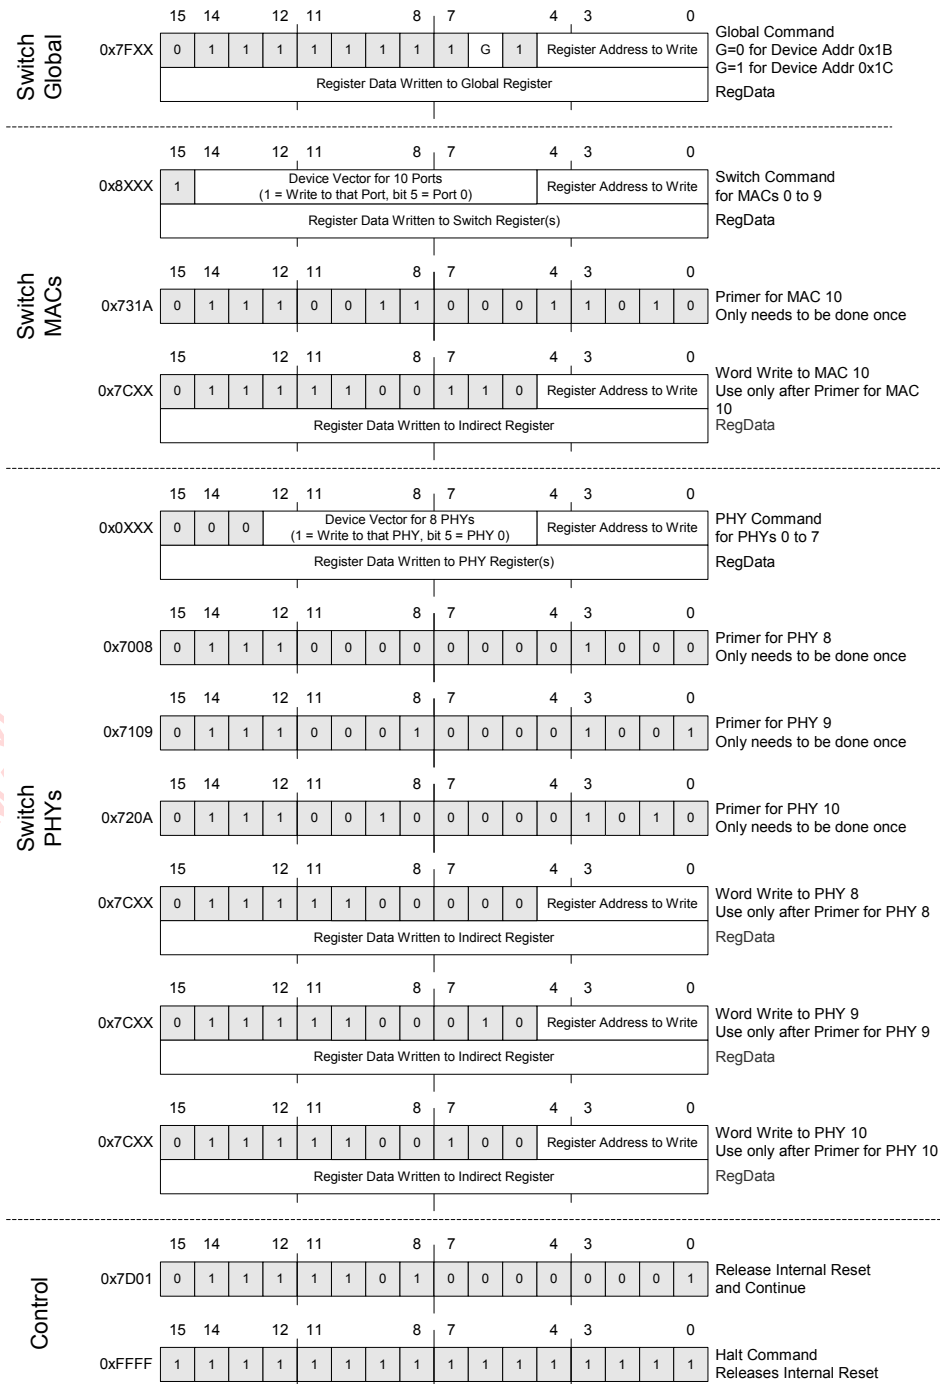 Switch
Global
15 14 12 11 8 7 4 3 0
0x7FXX 0 1 1 1 1 1 1 1 1 G 1 Register Address to Write
Global Command
G=0 for Device Addr 0x1B
G=1 for Device Addr 0x1C
Register Data Written to Global Register RegData
Switch
MACs
15 14 12 11 8 7 4 3 0
0x8XXX 1 Device Vector for 10 Ports
(1 = Write to that Port, bit 5 = Port 0) Register Address to Write
Switch Command
for MACs 0 to 9
Register Data Written to Switch Register(s) RegData
15 14 12 11 8 7 4 3 0
0x731A 0 1 1 1 0 0 1 1 0 0 0 1 1 0 1 0
Primer for MAC 10
Only needs to be done once
15 12 11 8 7 4 3 0
0x7CXX 0 1 1 1 1 1 0 0 1 1 0 Register Address to Write
Word Write to MAC 10
Use only after Primer for MAC
10
Register Data Written to Indirect Register RegData
Switch
PHYs
15 14 12 11 8 7 4 3 0
0x0XXX 0 0 0 Device Vector for 8 PHYs
(1 = Write to that PHY, bit 5 = PHY 0) Register Address to Write
PHY Command
for PHYs 0 to 7
Register Data Written to PHY Register(s) RegData
15 14 12 11 8 7 4 3 0
0x7008 0 1 1 1 0 0 0 0 0 0 0 0 1 0 0 0
Primer for PHY 8
Only needs to be done once
15 14 12 11 8 7 4 3 0
0x7109 0 1 1 1 0 0 0 1 0 0 0 0 1 0 0 1
Primer for PHY 9
Only needs to be done once
15 14 12 11 8 7 4 3 0
0x720A 0 1 1 1 0 0 1 0 0 0 0 0 1 0 1 0
Primer for PHY 10
Only needs to be done once
15 12 11 8 7 4 3 0
0x7CXX 0 1 1 1 1 1 0 0 0 0 0 Register Address to Write
Word Write to PHY 8
Use only after Primer for PHY 8
Register Data Written to Indirect Register RegData
15 12 11 8 7 4 3 0
0x7CXX 0 1 1 1 1 1 0 0 0 1 0 Register Address to Write
Word Write to PHY 9
Use only after Primer for PHY 9
Register Data Written to Indirect Register RegData
15 12 11 8 7 4 3 0
0x7CXX 0 1 1 1 1 1 0 0 1 0 0 Register Address to Write
Word Write to PHY 10
Use only after Primer for PHY 10
Register Data Written to Indirect Register RegData
Control
15 14 12 11 8 7 4 3 0
0x7D01 0 1 1 1 1 1 0 1 0 0 0 0 0 0 0 1
Release Internal Reset
and Continue
15 14 12 11 8 7 4 3 0
0xFFFF 1 1 1 1 1 1 1 1 1 1 1 1 1 1 1 1
Halt Command
Releases Internal Reset